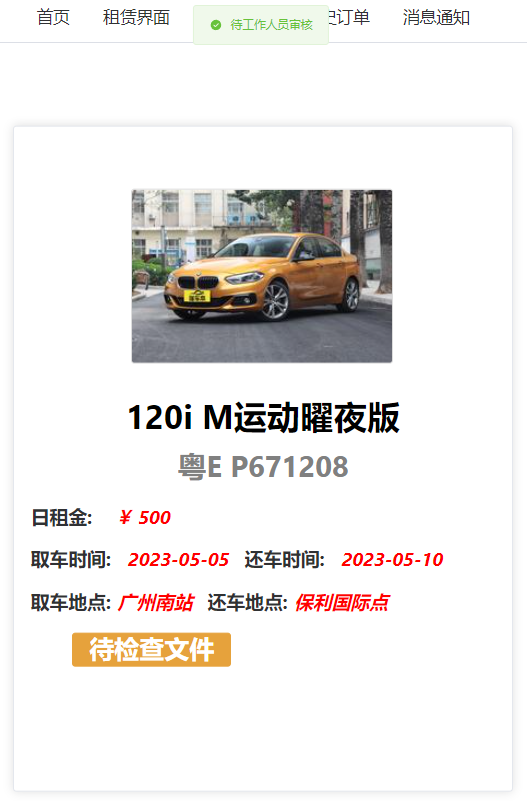 首页 租赁界面 史订单 消息通知
待工作人员审核
懂车帝
120i M运动曜夜版
粤E P671208
日租金: ￥ 500
取车时间: 2023-05-05 还车时间: 2023-05-10
取车地点: 广州南站 还车地点: 保利国际点
待检查文件